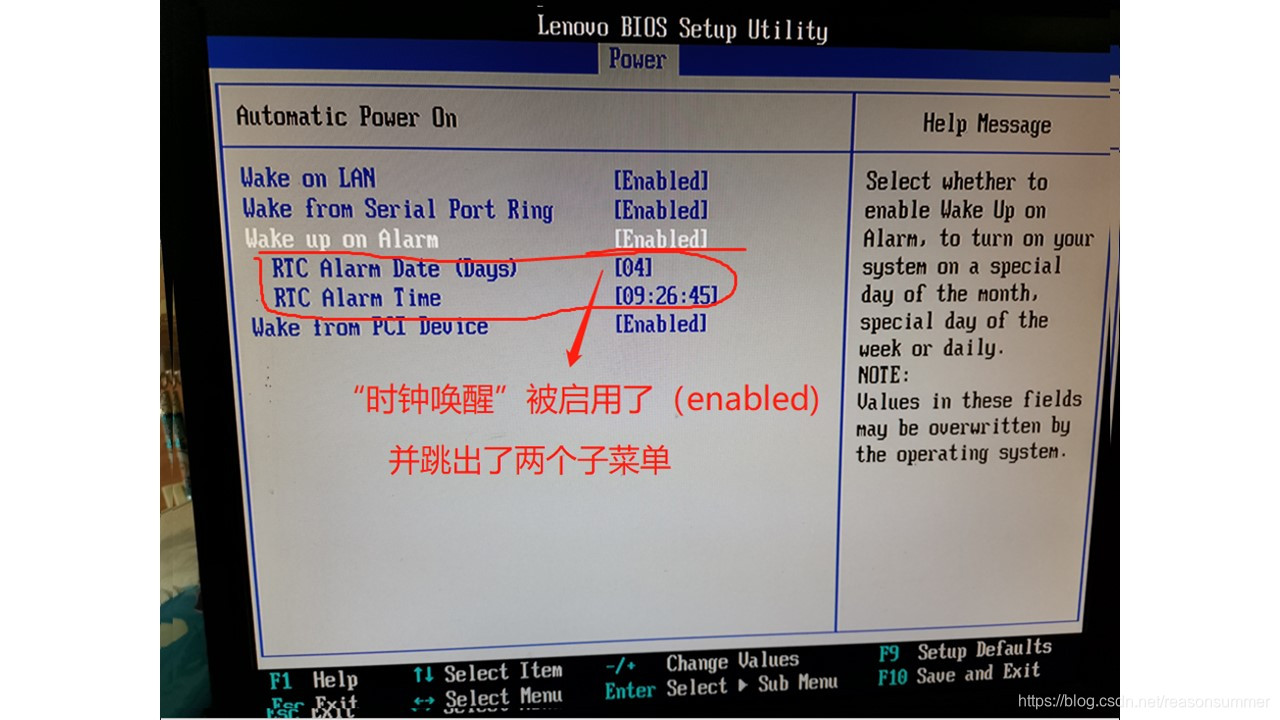 Lenovo BIOS Setup Utility
Power
Automatic Power On
Help Message
Wake on LAN [Enabled]
Wake from Serial Port Ring [Enabled]
Wake up on Alarm [Enabled]
RTC Alarm Date (Days) [04]
RTC Alarm Time [09:26:45]
Wake from PCI Device [Enabled]
Select whether to
enable Wake Up on
Alarm, to turn on your
system on a special
day of the month,
special day of the
week or daily.
NOTE:
Values in these fields
may be overwritten by
the operating system.
“时钟唤醒”被启用了（enabled)
并跳出了两个子菜单
F1 Help ↑↓ Select Item -/+ Change Values F9 Setup Defaults
Esc Exit ←→ Select Menu Enter Select ▶ Sub Menu F10 Save and Exit
https://blog.csdn.net/reasonsummer